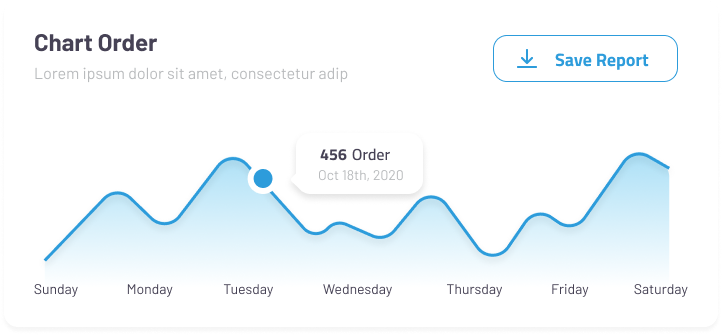 Chart Order
Lorem ipsum dolor sit amet, consectetur adip
Save Report
456 Order
Oct 18th, 2020
Sunday Monday Tuesday Wednesday Thursday Friday Saturday